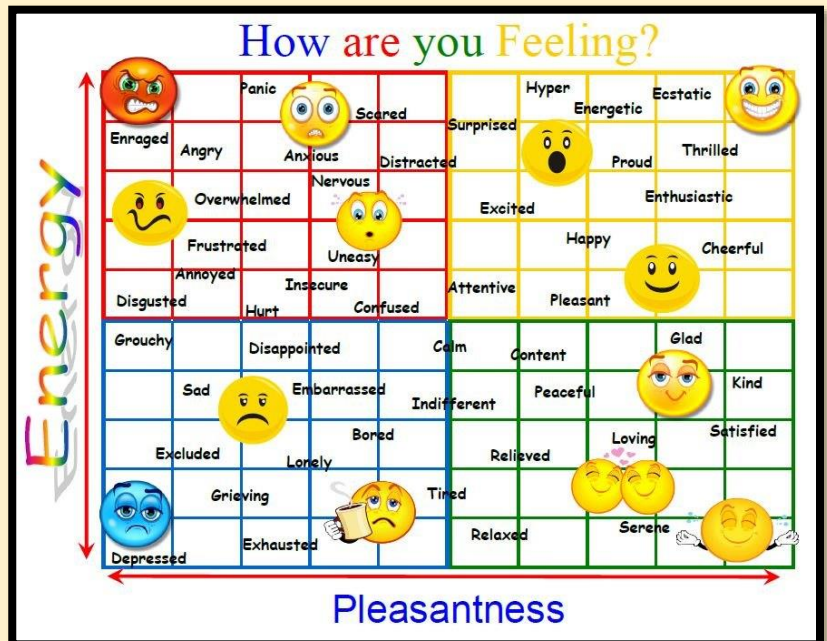 How are you Feeling?
Energy
Panic
Scared
Enraged
Angry
Anxious
Distracted
Nervous
Overwhelmed
Frustrated
Uneasy
Annoyed
Insecure
Disgusted
Hurt
Confused
Hyper
Ecstatic
Energetic
Surprised
Proud
Thrilled
Enthusiastic
Excited
Happy
Cheerful
Attentive
Pleasant
Grouchy
Disappointed
Sad
Embarrassed
Bored
Excluded
Lonely
Grieving
Exhausted
Depressed
Calm
Content
Glad
Indifferent
Peaceful
Kind
Satisfied
Loving
Relieved
Tired
Relaxed
Serene
Pleasantness